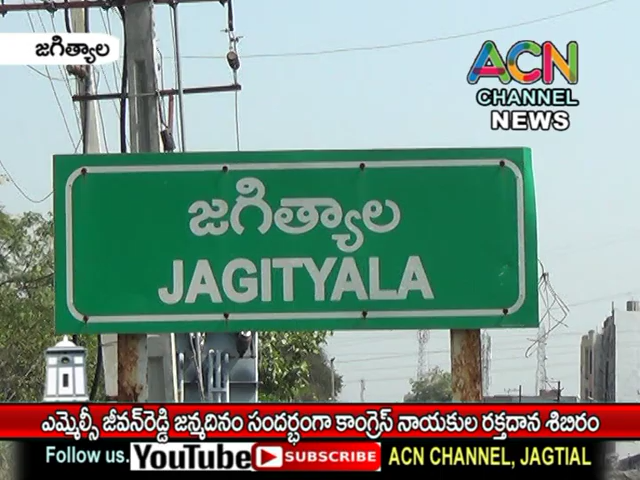 జగిత్యాల
ACN
CHANNEL
NEWS
జగిత్యాల
JAGITYALA
ఎమ్మెల్సీ జీవన్‌రెడ్డి జన్మదినం సందర్భంగా కాంగ్రెస్ నాయకుల రక్తదాన శిబిరం
Follow us. YouTube SUBSCRIBE ACN CHANNEL, JAGTIAL